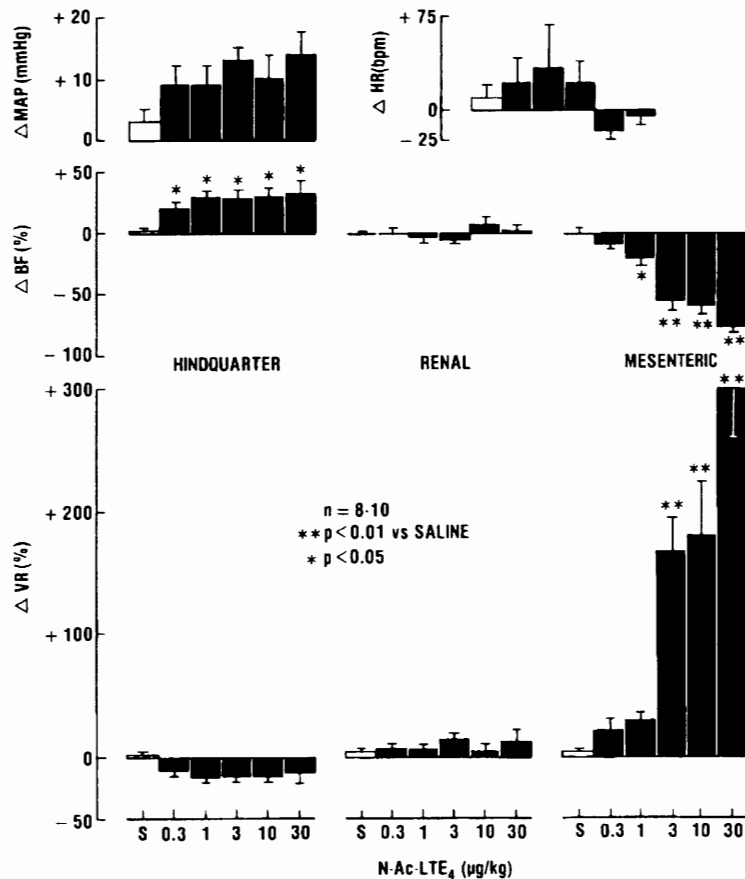 +20
+10
0
△ MAP (mmHg)
+75
0
−25
△ HR(bpm)
+50
0
−50
−100
△ BF (%)
*
*
*
*
*
*
**
**
**
HINDQUARTER
RENAL
MESENTERIC
+300
+200
+100
0
−50
△ VR (%)
**
**
**
n = 8·10
** p<0.01 vs SALINE
* p<0.05
S 0.3 1 3 10 30
S 0.3 1 3 10 30
S 0.3 1 3 10 30
N-Ac-LTE4 (μg/kg)